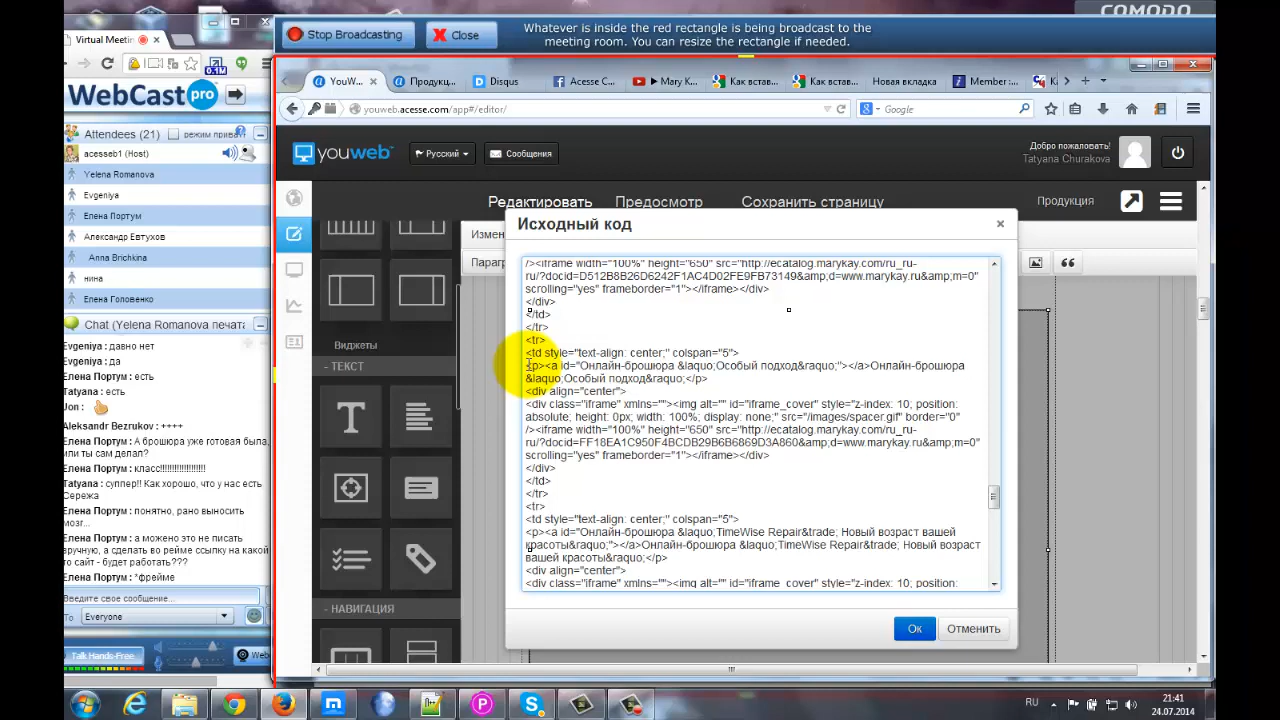 COMODO
Stop Broadcasting
Close
Whatever is inside the red rectangle is being broadcast to the
meeting room. You can resize the rectangle if needed.
Virtual Meeti
0.1M
WebCast pro
Attendees (21)
режим прива
acesseb1 (Host)
Yelena Romanova
Evgeniya
Елена Портум
Александр Евтухов
Anna Brichkina
нина
Елена Головенко
Chat (Yelena Romanova печата
Evgeniya : давно нет
Evgeniya : да
Елена Портум : есть
Татьяна : есть
Jon :
Aleksandr Bezrukov : ++++
Елена Портум : А брошюра уже готовая была,
или ты сам делал?
Елена Портум : класс!!!!!!!!!!!!!!!!!!!
Tatyana : суппер!! Как хорошо, что у нас есть
Сережа
Елена Портум : понятно, рано выносить
мозг...
Tatyana : а можно это не писать
вручную, а сделать во рейме ссылку на какой
то сайт - будет работать???
Елена Портум : *фрейме
Введите свое сообщение...
To
Everyone
Talk Hands-Free
Web
YouW...
Продукц...
Disqus
Acesse C...
▶ Mary K...
Как встав...
Как встав...
Новая вкладка
Member :...
youweb.acesse.com/app#/editor/
Google
youweb™
Русский
Сообщения
Добро пожаловать!
Tatyana Churakova
Редактировать
Предосмотр
Сохранить страницу
Продукция
Измен
Параг
Виджеты
- ТЕКСТ
- НАВИГАЦИЯ
Исходный код
×
/><iframe width="100%" height="650" src="http://ecatalog.marykay.com/ru_ru-
ru/?docid=D512B8B26D6242F1AC4D02FE9FB73149&amp;d=www.marykay.ru&amp;m=0"
scrolling="yes" frameborder="1"></iframe></div>
</div>
</td>
</tr>
<tr>
<td style="text-align: center;" colspan="5">
<p><a id="Онлайн-брошюра &laquo;Особый подход&raquo;"></a>Онлайн-брошюра
&laquo;Особый подход&raquo;</p>
<div align="center">
<div class="iframe" xmlns=""><img alt="" id="iframe_cover" style="z-index: 10; position:
absolute; height: 0px; width: 100%; display: none;" src="/images/spacer.gif" border="0"
/><iframe width="100%" height="650" src="http://ecatalog.marykay.com/ru_ru-
ru/?docid=FF18EA1C950F4BCDB29B6B6869D3A860&amp;d=www.marykay.ru&amp;m=0"
scrolling="yes" frameborder="1"></iframe></div>
</div>
</td>
</tr>
<tr>
<td style="text-align: center;" colspan="5">
<p><a id="Онлайн-брошюра &laquo;TimeWise Repair&trade; Новый возраст вашей
красоты&raquo;"></a>Онлайн-брошюра &laquo;TimeWise Repair&trade; Новый возраст
вашей красоты&raquo;</p>
<div align="center">
<div class="iframe" xmlns=""><img alt="" id="iframe_cover" style="z-index: 10; position:
Ок
Отменить
RU
21:41
24.07.2014